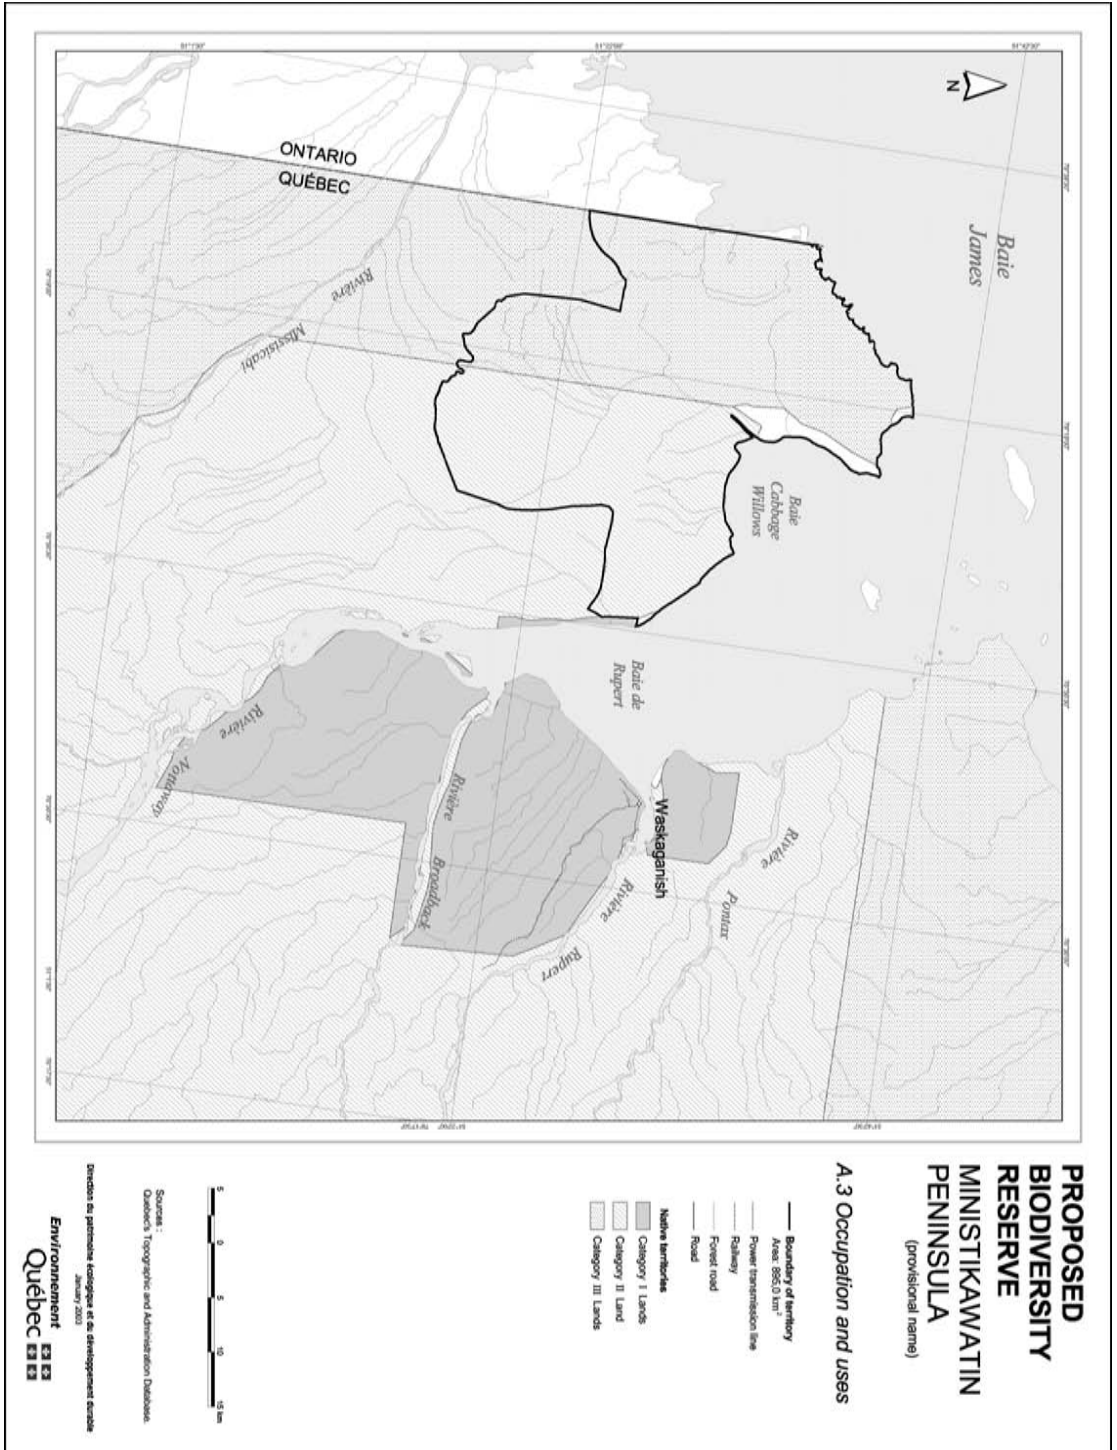 PROPOSED
BIODIVERSITY
RESERVE
MINISTIKAWATIN
PENINSULA
(provisional name)
A.3 Occupation and uses
Boundary of territory
Power transmission line
Railway
Forest road
Road
Native territories
Category I Lands
Category II Land
Category III Lands
5 0 5 10 15 km
Sources :
Quebec's Topographic and Administration Database.
Direction du patrimoine écologique et du développement durable
January 2003
Environnement
Québec
N
Baie
James
ONTARIO
QUÉBEC
Rivière
Missisicabi
Baie
Cabbage
Willows
Baie de
Rupert
Waskaganish
Rivière
Pontax
Rivière
Rupert
Rivière
Broadback
Rivière
Nottaway